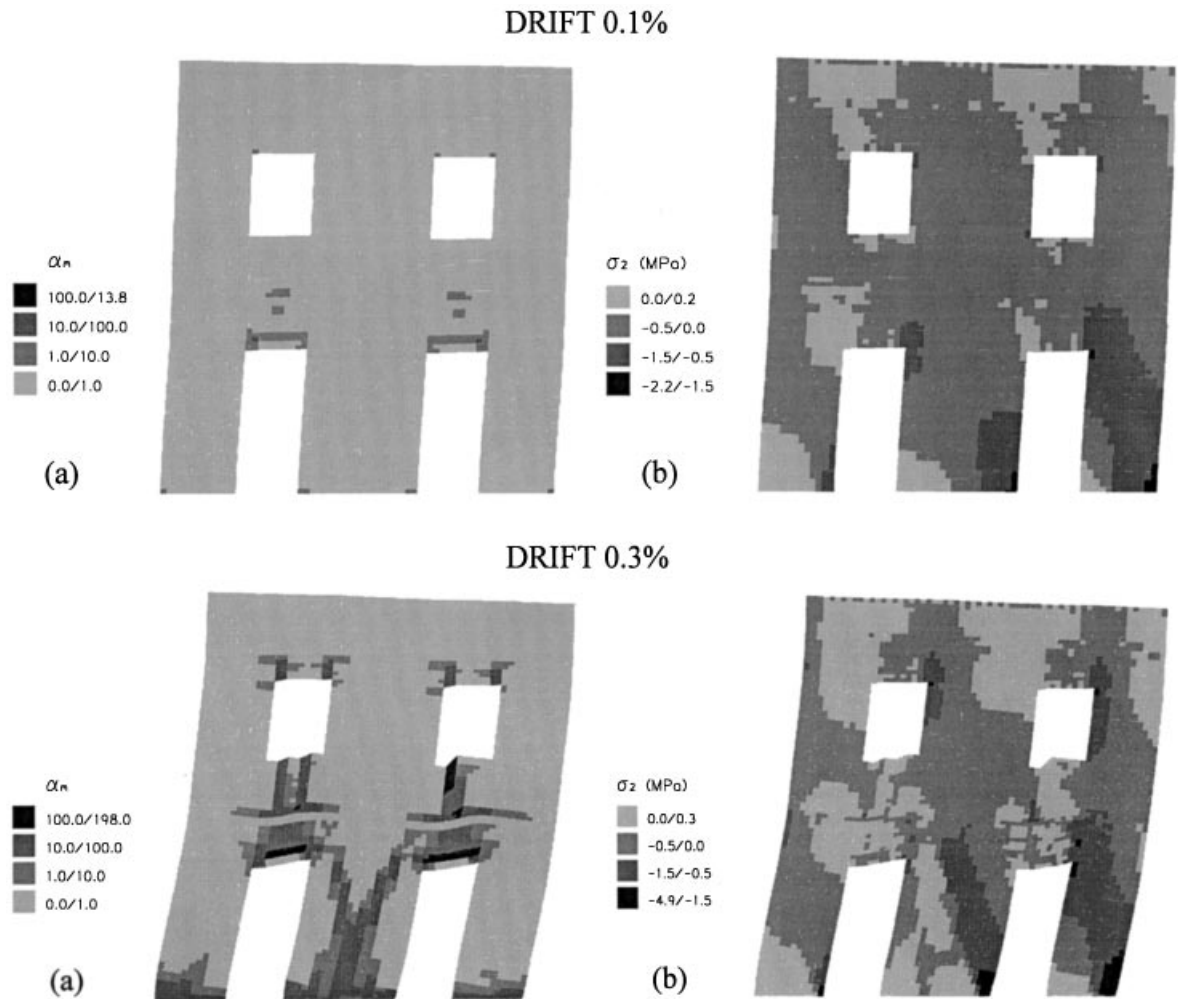 DRIFT 0.1%
αm
100.0/13.8
10.0/100.0
1.0/10.0
0.0/1.0
(a)
σ2 (MPa)
0.0/0.2
-0.5/0.0
-1.5/-0.5
-2.2/-1.5
(b)
DRIFT 0.3%
αm
100.0/198.0
10.0/100.0
1.0/10.0
0.0/1.0
(a)
σ2 (MPa)
0.0/0.3
-0.5/0.0
-1.5/-0.5
-4.9/-1.5
(b)